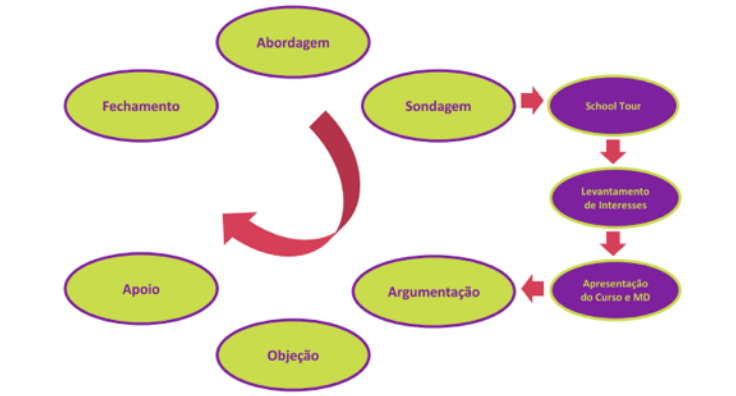 Abordagem
Fechamento
Sondagem
School Tour
Levantamento
de Interesses
Apoio
Argumentação
Apresentação
do Curso e MD
Objeção